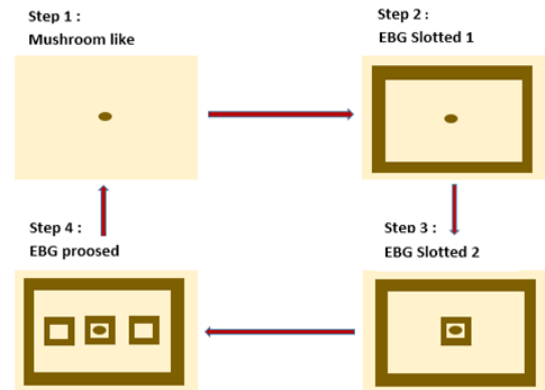 Step 1 :
Mushroom like
Step 2 :
EBG Slotted 1
Step 3 :
EBG Slotted 2
Step 4 :
EBG proosed